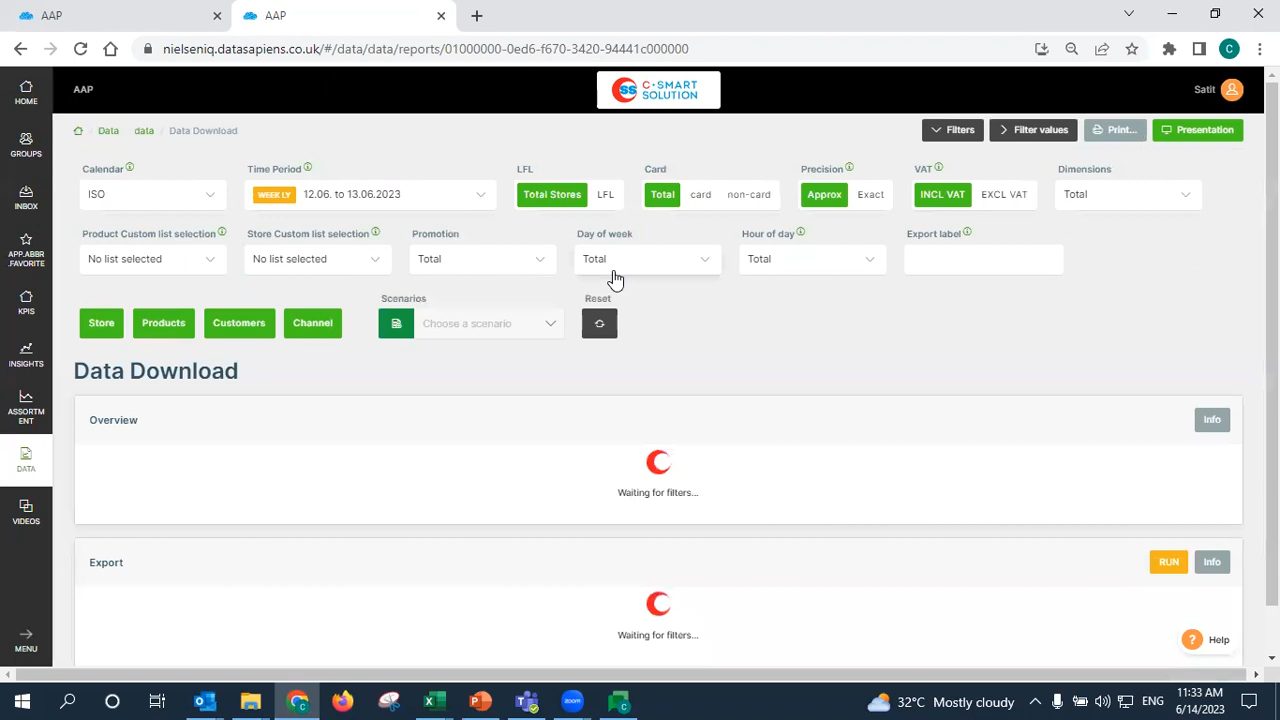 AAP
AAP
nielseniq.datasapiens.co.uk/#/data/data/reports/01000000-0ed6-f670-3420-94441c000000
C
AAP
SS C·SMART SOLUTION
Satit
HOME
GROUPS
INBOX
APP.ABBR
.FAVORITE
KPIS
INSIGHTS
ASSORTM
ENT
DATA
VIDEOS
MENU
Data / data / Data Download
Filters
Filter values
Print...
Presentation
Calendar
Time Period
LFL
Card
Precision
VAT
Dimensions
ISO
WEEK LY 12.06. to 13.06.2023
Total Stores LFL
Total card non-card
Approx Exact
INCL VAT EXCL VAT
Total
Product Custom list selection
Store Custom list selection
Promotion
Day of week
Hour of day
Export label
No list selected
No list selected
Total
Total
Total
Scenarios
Reset
Store
Products
Customers
Channel
Choose a scenario
Data Download
Overview
Info
Waiting for filters...
Export
RUN
Info
Waiting for filters...
? Help
32°C Mostly cloudy
ENG
11:33 AM
6/14/2023